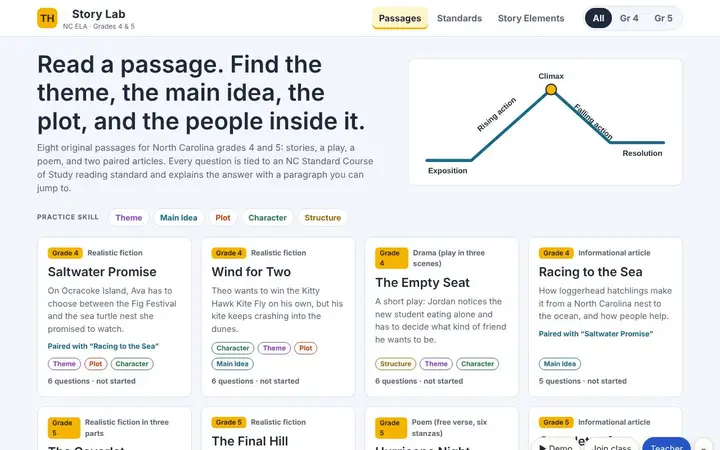 TH
Story Lab
NC ELA · Grades 4 & 5
Passages
Standards
Story Elements
All
Gr 4
Gr 5
Read a passage. Find the
theme, the main idea, the
plot, and the people inside it.
Eight original passages for North Carolina grades 4 and 5: stories, a play, a
poem, and two paired articles. Every question is tied to an NC Standard Course
of Study reading standard and explains the answer with a paragraph you can
jump to.
Climax
Rising action
Falling action
Resolution
Exposition
PRACTICE SKILL
Theme
Main Idea
Plot
Character
Structure
Grade 4
Realistic fiction
Saltwater Promise
On Ocracoke Island, Ava has to
choose between the Fig Festival
and the sea turtle nest she
promised to watch.
Paired with “Racing to the Sea”
Theme
Plot
Character
6 questions · not started
Grade 4
Realistic fiction
Wind for Two
Theo wants to win the Kitty
Hawk Kite Fly on his own, but his
kite keeps crashing into the
dunes.
Character
Theme
Plot
Main Idea
6 questions · not started
Grade
4
Drama (play in three
scenes)
The Empty Seat
A short play: Jordan notices the
new student eating alone and
has to decide what kind of friend
he wants to be.
Structure
Theme
Character
6 questions · not started
Grade 4
Informational article
Racing to the Sea
How loggerhead hatchlings make
it from a North Carolina nest to
the ocean, and how people help.
Paired with “Saltwater Promise”
Main Idea
5 questions · not started
Grade
5
Realistic fiction in three
parts
The Coverlet
Grade 5
Realistic fiction
The Final Hill
Grade
5
Poem (free verse, six
stanzas)
Hurricane Night
Grade 5
Informational article
▶ Demo
Join class
Teacher